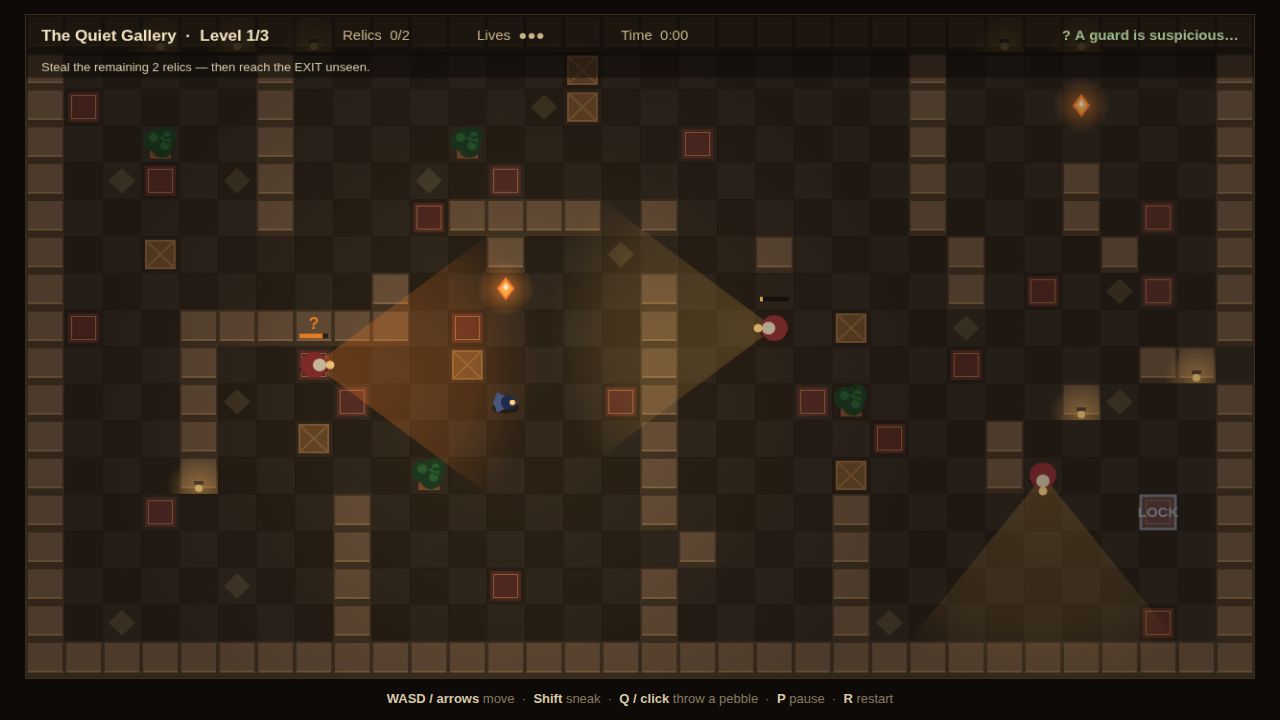 The Quiet Gallery · Level 1/3 Relics 0/2 Lives ●●● Time 0:00 ? A guard is suspicious…
Steal the remaining 2 relics — then reach the EXIT unseen.
?
LOCK
WASD / arrows move · Shift sneak · Q / click throw a pebble · P pause · R restart